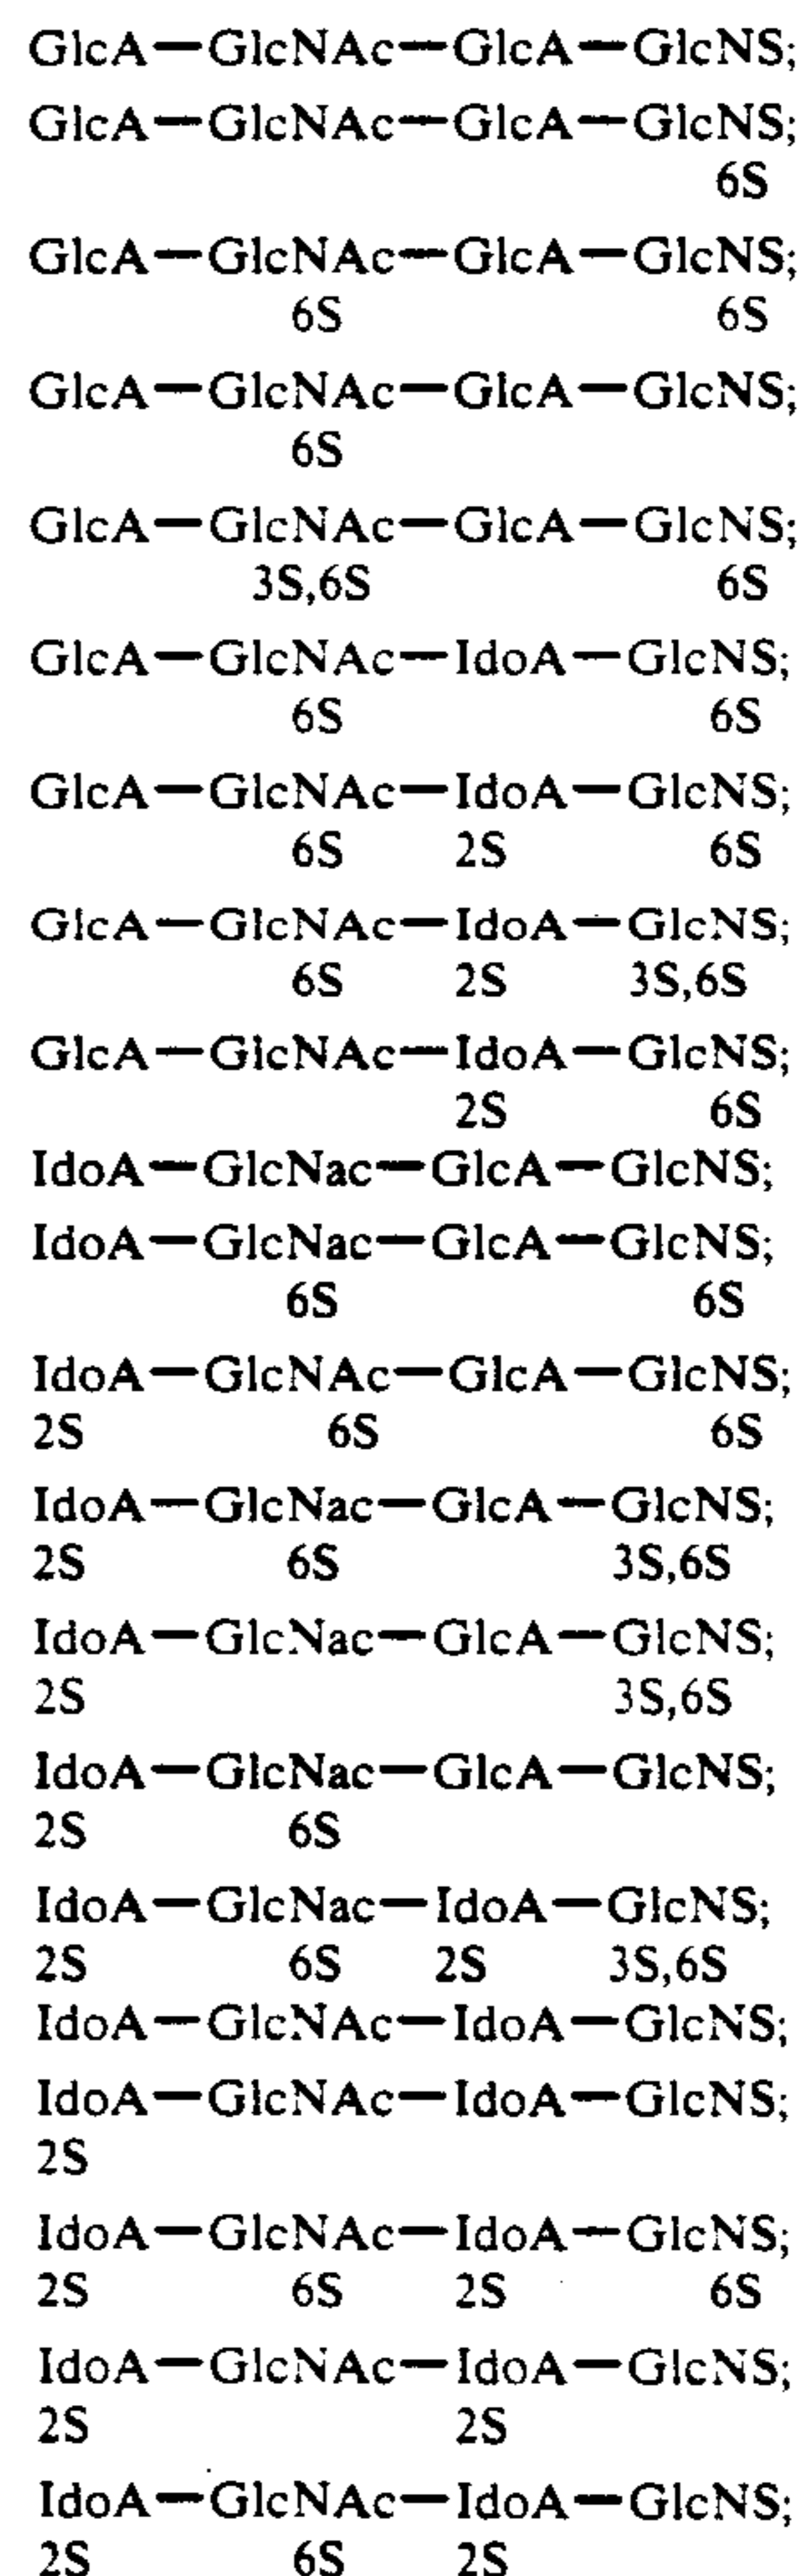 GlcA—GlcNAc—GlcA—GlcNS;
GlcA—GlcNAc—GlcA—GlcNS;
6S
GlcA—GlcNAc—GlcA—GlcNS;
6S 6S
GlcA—GlcNAc—GlcA—GlcNS;
6S
GlcA—GlcNAc—GlcA—GlcNS;
3S,6S 6S
GlcA—GlcNAc—IdoA—GlcNS;
6S 6S
GlcA—GlcNAc—IdoA—GlcNS;
6S 2S 6S
GlcA—GlcNAc—IdoA—GlcNS;
6S 2S 3S,6S
GlcA—GlcNAc—IdoA—GlcNS;
2S 6S
IdoA—GlcNac—GlcA—GlcNS;
IdoA—GlcNac—GlcA—GlcNS;
6S 6S
IdoA—GlcNAc—GlcA—GlcNS;
2S 6S 6S
IdoA—GlcNac—GlcA—GlcNS;
2S 6S 3S,6S
IdoA—GlcNac—GlcA—GlcNS;
2S 3S,6S
IdoA—GlcNac—GlcA—GlcNS;
2S 6S
IdoA—GlcNac—IdoA—GlcNS;
2S 6S 2S 3S,6S
IdoA—GlcNAc—IdoA—GlcNS;
IdoA—GlcNAc—IdoA—GlcNS;
2S
IdoA—GlcNAc—IdoA—GlcNS;
2S 6S 2S 6S
IdoA—GlcNAc—IdoA—GlcNS;
2S 2S
IdoA—GlcNAc—IdoA—GlcNS;
2S 6S 2S